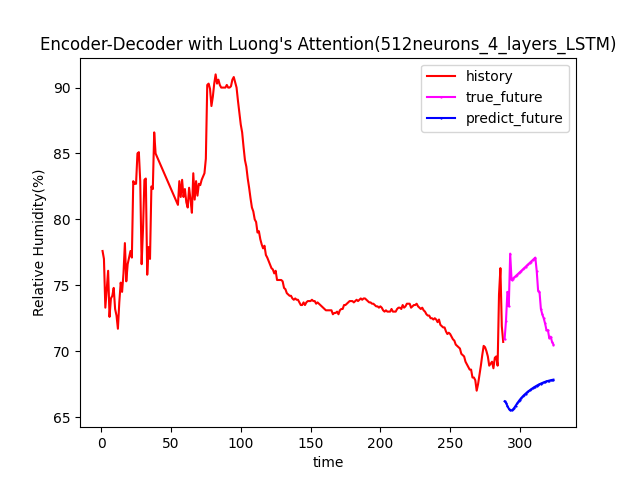 Encoder-Decoder with Luong's Attention(512neurons_4_layers_LSTM)
history
true_future
predict_future
Relative Humidity(%)
90
85
80
75
70
65
0 50 100 150 200 250 300
time